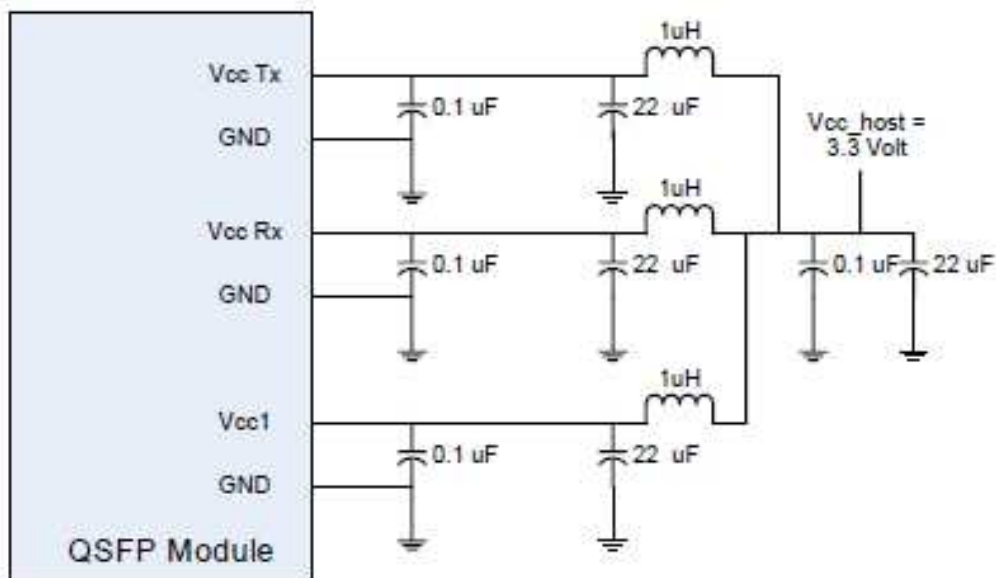 1uH
Vcc Tx
0.1 uF
22 uF
Vcc_host =
3.3 Volt
GND
1uH
Vcc Rx
0.1 uF
22 uF
0.1 uF
22 uF
GND
1uH
Vcc1
0.1 uF
22 uF
GND
QSFP Module